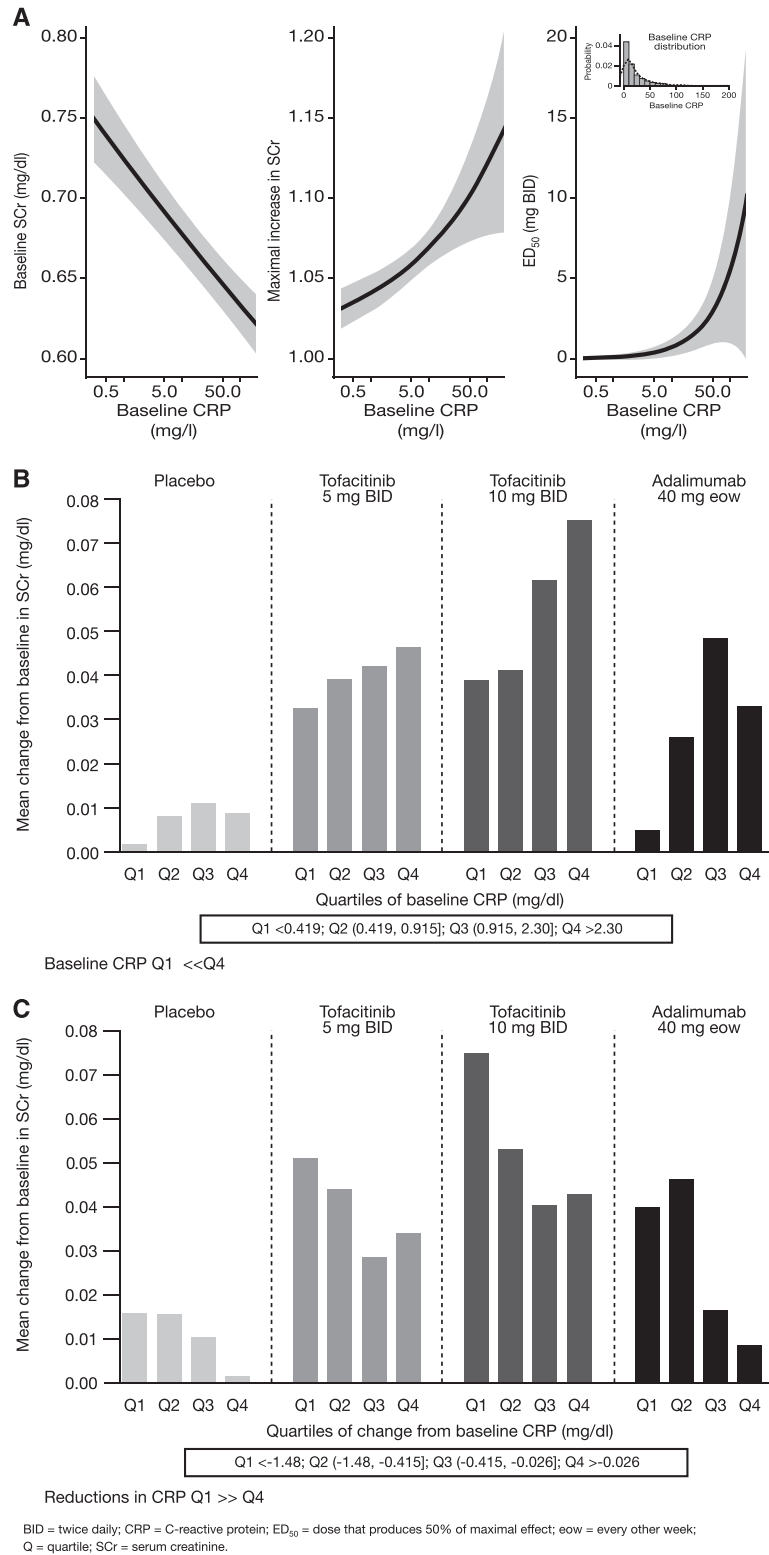 A
0.80
0.75
0.70
0.65
0.60
Baseline SCr (mg/dl)
0.5 5.0 50.0
Baseline CRP
(mg/l)
1.20
1.15
1.10
1.05
1.00
Maximal increase in SCr
0.5 5.0 50.0
Baseline CRP
(mg/l)
20
15
10
5
0
ED50 (mg BID)
0.5 5.0 50.0
Baseline CRP
(mg/l)
Baseline CRP
distribution
Probability
0.04
0.02
0
0 50 100 150 200
Baseline CRP
B
Placebo
Tofacitinib
5 mg BID
Tofacitinib
10 mg BID
Adalimumab
40 mg eow
Mean change from baseline in SCr (mg/dl)
0.08
0.07
0.06
0.05
0.04
0.03
0.02
0.01
0.00
Q1 Q2 Q3 Q4 Q1 Q2 Q3 Q4 Q1 Q2 Q3 Q4 Q1 Q2 Q3 Q4
Quartiles of baseline CRP (mg/dl)
Q1 <0.419; Q2 (0.419, 0.915]; Q3 (0.915, 2.30]; Q4 >2.30
Baseline CRP Q1 <<Q4
C
Placebo
Tofacitinib
5 mg BID
Tofacitinib
10 mg BID
Adalimumab
40 mg eow
Mean change from baseline in SCr (mg/dl)
0.08
0.07
0.06
0.05
0.04
0.03
0.02
0.01
0.00
Q1 Q2 Q3 Q4 Q1 Q2 Q3 Q4 Q1 Q2 Q3 Q4 Q1 Q2 Q3 Q4
Quartiles of change from baseline CRP (mg/dl)
Q1 <-1.48; Q2 (-1.48, -0.415]; Q3 (-0.415, -0.026]; Q4 >-0.026
Reductions in CRP Q1 >> Q4
BID = twice daily; CRP = C-reactive protein; ED50 = dose that produces 50% of maximal effect; eow = every other week;
Q = quartile; SCr = serum creatinine.